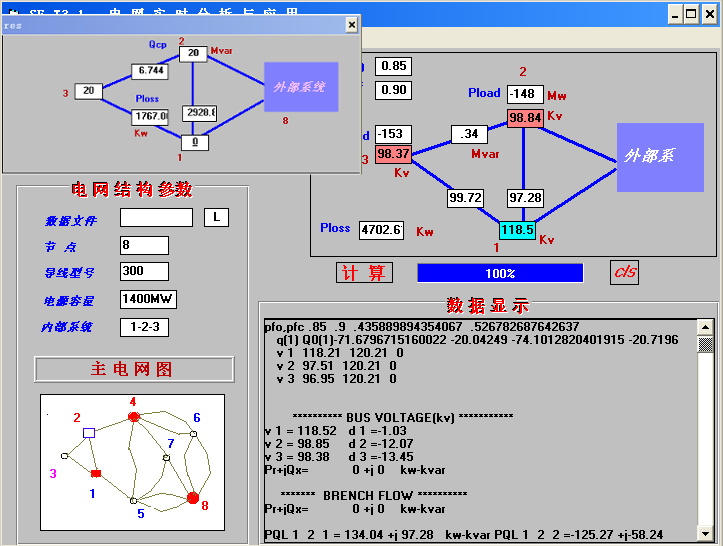 SE-T3.1 电网实时分析与应用
res
Qcp
2
20
Mvar
6.744
3
20
Ploss
1767.0
Kw
2928.8
0
1
外部系统
8
0.85
0.90
2
Pload
-148
Mw
98.84
Kv
d
-153
3
98.37
Kv
.34
Mvar
外部系
99.72
97.28
Ploss
4702.6
Kw
118.5
Kv
1
电网结构参数
数据文件
L
节 点
8
导线型号
300
电源容量
1400MW
内部系统
1-2-3
计 算
100%
cls
主电网图
4
2
6
7
3
1
5
8
数据显示
pfo,pfc .85 .9 .435889894354067 .526782687642637
q(1) Q0(1)-71.6796715160022 -20.04249 -74.1012820401915 -20.7196
v 1 118.21 120.21 0
v 2 97.51 120.21 0
v 3 96.95 120.21 0
********** BUS VOLTAGE(kv) ***********
v 1 = 118.52 d 1 =-1.03
v 2 = 98.85 d 2 =-12.07
v 3 = 98.38 d 3 =-13.45
Pr+jQx= 0 +j 0 kw-kvar
******* BRENCH FLOW **********
Pr+jQx= 0 +j 0 kw-kvar
PQL 1 2 1 = 134.04 +j 97.28 kw-kvar PQL 1 2 2 =-125.27 +j-58.24